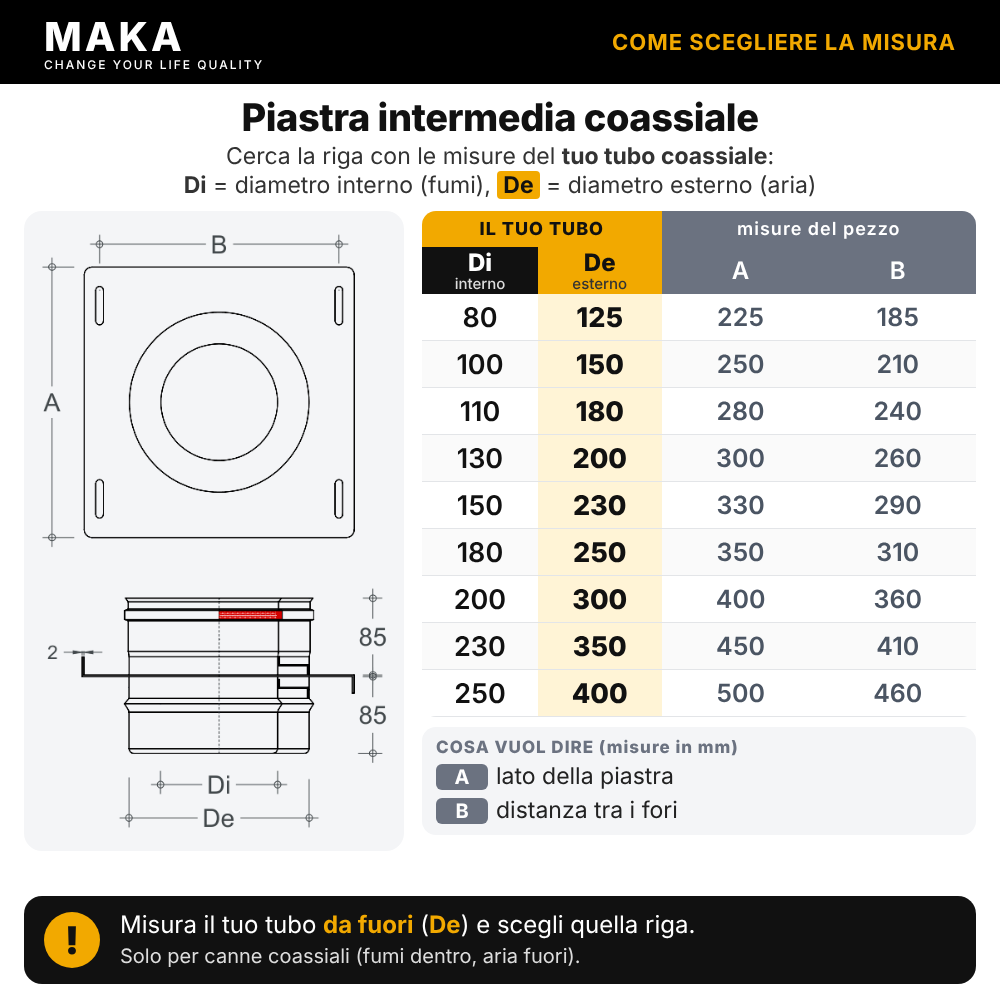 MAKA
CHANGE YOUR LIFE QUALITY
COME SCEGLIERE LA MISURA
Piastra intermedia coassiale
Cerca la riga con le misure del tuo tubo coassiale:
Di = diametro interno (fumi), De = diametro esterno (aria)
B
A
2
85
85
Di
De
IL TUO TUBO misure del pezzo
Di interno De esterno A B
80 125 225 185
100 150 250 210
110 180 280 240
130 200 300 260
150 230 330 290
180 250 350 310
200 300 400 360
230 350 450 410
250 400 500 460
COSA VUOL DIRE (misure in mm)
A lato della piastra
B distanza tra i fori
! Misura il tuo tubo da fuori (De) e scegli quella riga.
Solo per canne coassiali (fumi dentro, aria fuori).